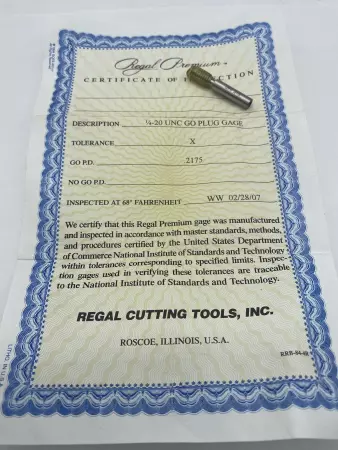 Regal Premium
CERTIFICATE OF INSPECTION
DESCRIPTION ¼-20 UNC GO PLUG GAGE
TOLERANCE X
GO P.D. 2175
NO GO P.D.
INSPECTED AT 68° FAHRENHEIT WW 02/28/07
We certify that this Regal Premium gage was manufactured
and inspected in accordance with master standards, methods,
and procedures certified by the United States Department
of Commerce National Institute of Standards and Technology
within tolerances corresponding to specified limits. Inspec-
tion gages used in verifying these tolerances are traceable
to the National Institute of Standards and Technology.
REGAL CUTTING TOOLS, INC.
ROSCOE, ILLINOIS, U.S.A.
LITHO IN U.S.A.